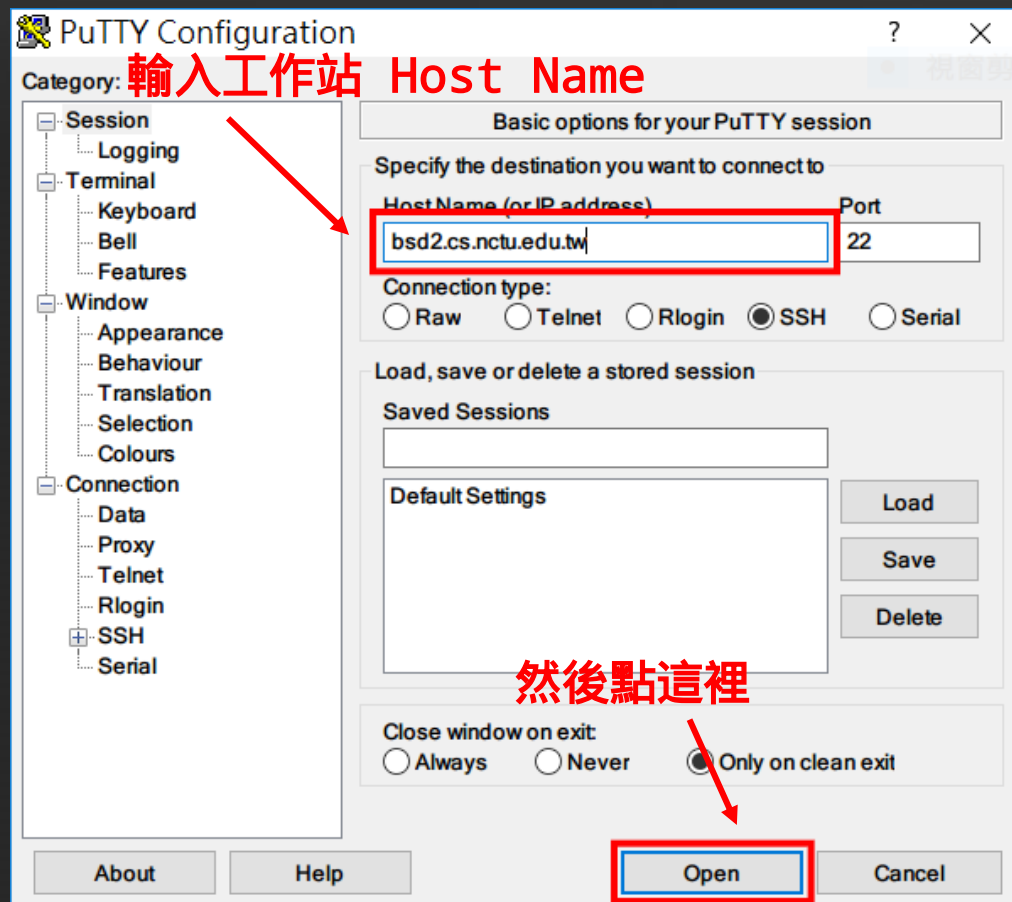 PuTTY Configuration
?
輸入工作站 Host Name
Category:
Session
Logging
Terminal
Keyboard
Bell
Features
Window
Appearance
Behaviour
Translation
Selection
Colours
Connection
Data
Proxy
Telnet
Rlogin
SSH
Serial
Basic options for your PuTTY session
Specify the destination you want to connect to
Host Name (or IP address) Port
bsd2.cs.nctu.edu.tw 22
Connection type:
Raw Telnet Rlogin SSH Serial
Load, save or delete a stored session
Saved Sessions
Default Settings
Load
Save
Delete
然後點這裡
Close window on exit:
Always Never Only on clean exit
About Help Open Cancel